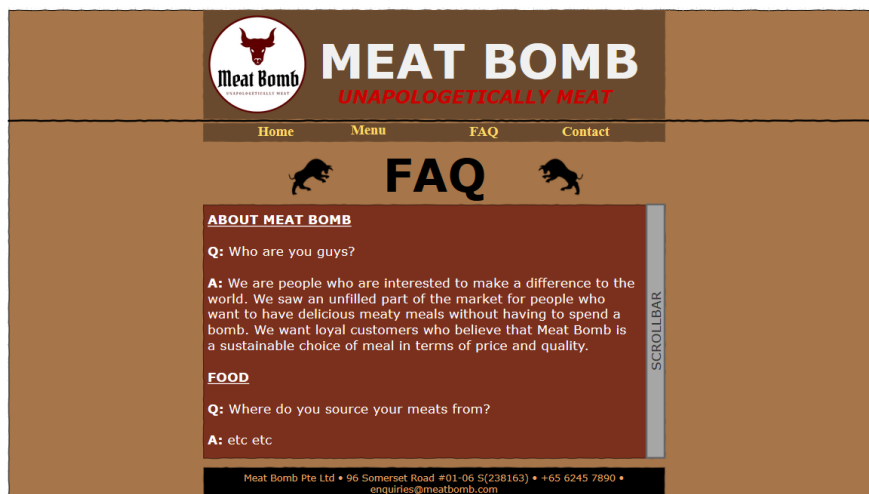 Meat Bomb
UNAPOLOGETICALLY MEAT
MEAT BOMB
UNAPOLOGETICALLY MEAT
Home Menu FAQ Contact
FAQ
ABOUT MEAT BOMB
Q: Who are you guys?
A: We are people who are interested to make a difference to the
world. We saw an unfilled part of the market for people who
want to have delicious meaty meals without having to spend a
bomb. We want loyal customers who believe that Meat Bomb is
a sustainable choice of meal in terms of price and quality.
FOOD
Q: Where do you source your meats from?
A: etc etc
SCROLLBAR
Meat Bomb Pte Ltd • 96 Somerset Road #01-06 S(238163) • +65 6245 7890 •
enquiries@meatbomb.com